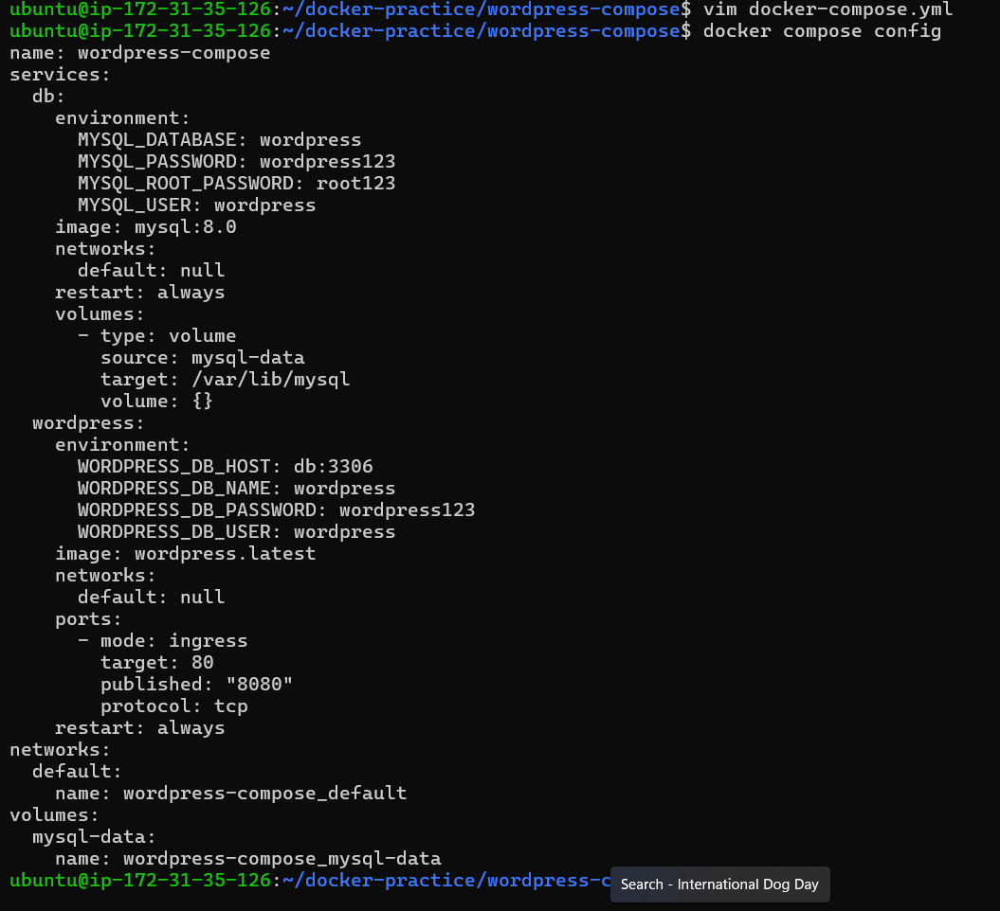 ubuntu@ip-172-31-35-126:~/docker-practice/wordpress-compose$ vim docker-compose.yml
ubuntu@ip-172-31-35-126:~/docker-practice/wordpress-compose$ docker compose config
name: wordpress-compose
services:
  db:
    environment:
      MYSQL_DATABASE: wordpress
      MYSQL_PASSWORD: wordpress123
      MYSQL_ROOT_PASSWORD: root123
      MYSQL_USER: wordpress
    image: mysql:8.0
    networks:
      default: null
    restart: always
    volumes:
      - type: volume
        source: mysql-data
        target: /var/lib/mysql
        volume: {}
  wordpress:
    environment:
      WORDPRESS_DB_HOST: db:3306
      WORDPRESS_DB_NAME: wordpress
      WORDPRESS_DB_PASSWORD: wordpress123
      WORDPRESS_DB_USER: wordpress
    image: wordpress.latest
    networks:
      default: null
    ports:
      - mode: ingress
        target: 80
        published: "8080"
        protocol: tcp
    restart: always
networks:
  default:
    name: wordpress-compose_default
volumes:
  mysql-data:
    name: wordpress-compose_mysql-data
ubuntu@ip-172-31-35-126:~/docker-practice/wordpress-c
Search - International Dog Day